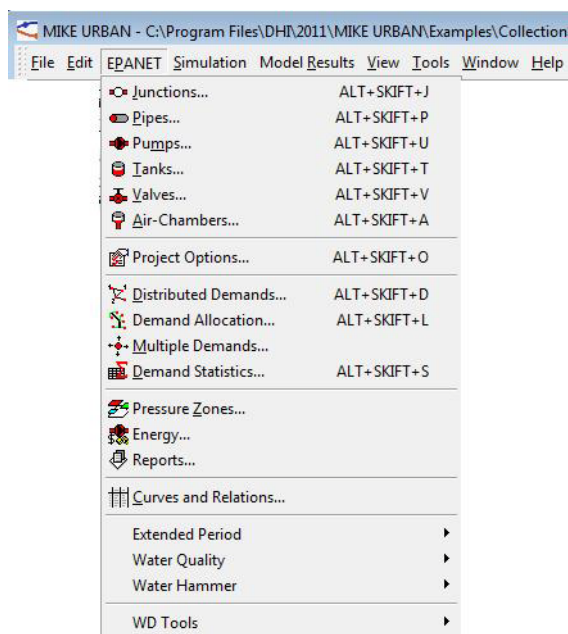 MIKE URBAN - C:\Program Files\DHI\2011\MIKE URBAN\Examples\Collection
File Edit EPANET Simulation Model Results View Tools Window Help
Junctions... ALT+SKIFT+J
Pipes... ALT+SKIFT+P
Pumps... ALT+SKIFT+U
Tanks... ALT+SKIFT+T
Valves... ALT+SKIFT+V
Air-Chambers... ALT+SKIFT+A
Project Options... ALT+SKIFT+O
Distributed Demands... ALT+SKIFT+D
Demand Allocation... ALT+SKIFT+L
Multiple Demands...
Demand Statistics... ALT+SKIFT+S
Pressure Zones...
Energy...
Reports...
Curves and Relations...
Extended Period
Water Quality
Water Hammer
WD Tools